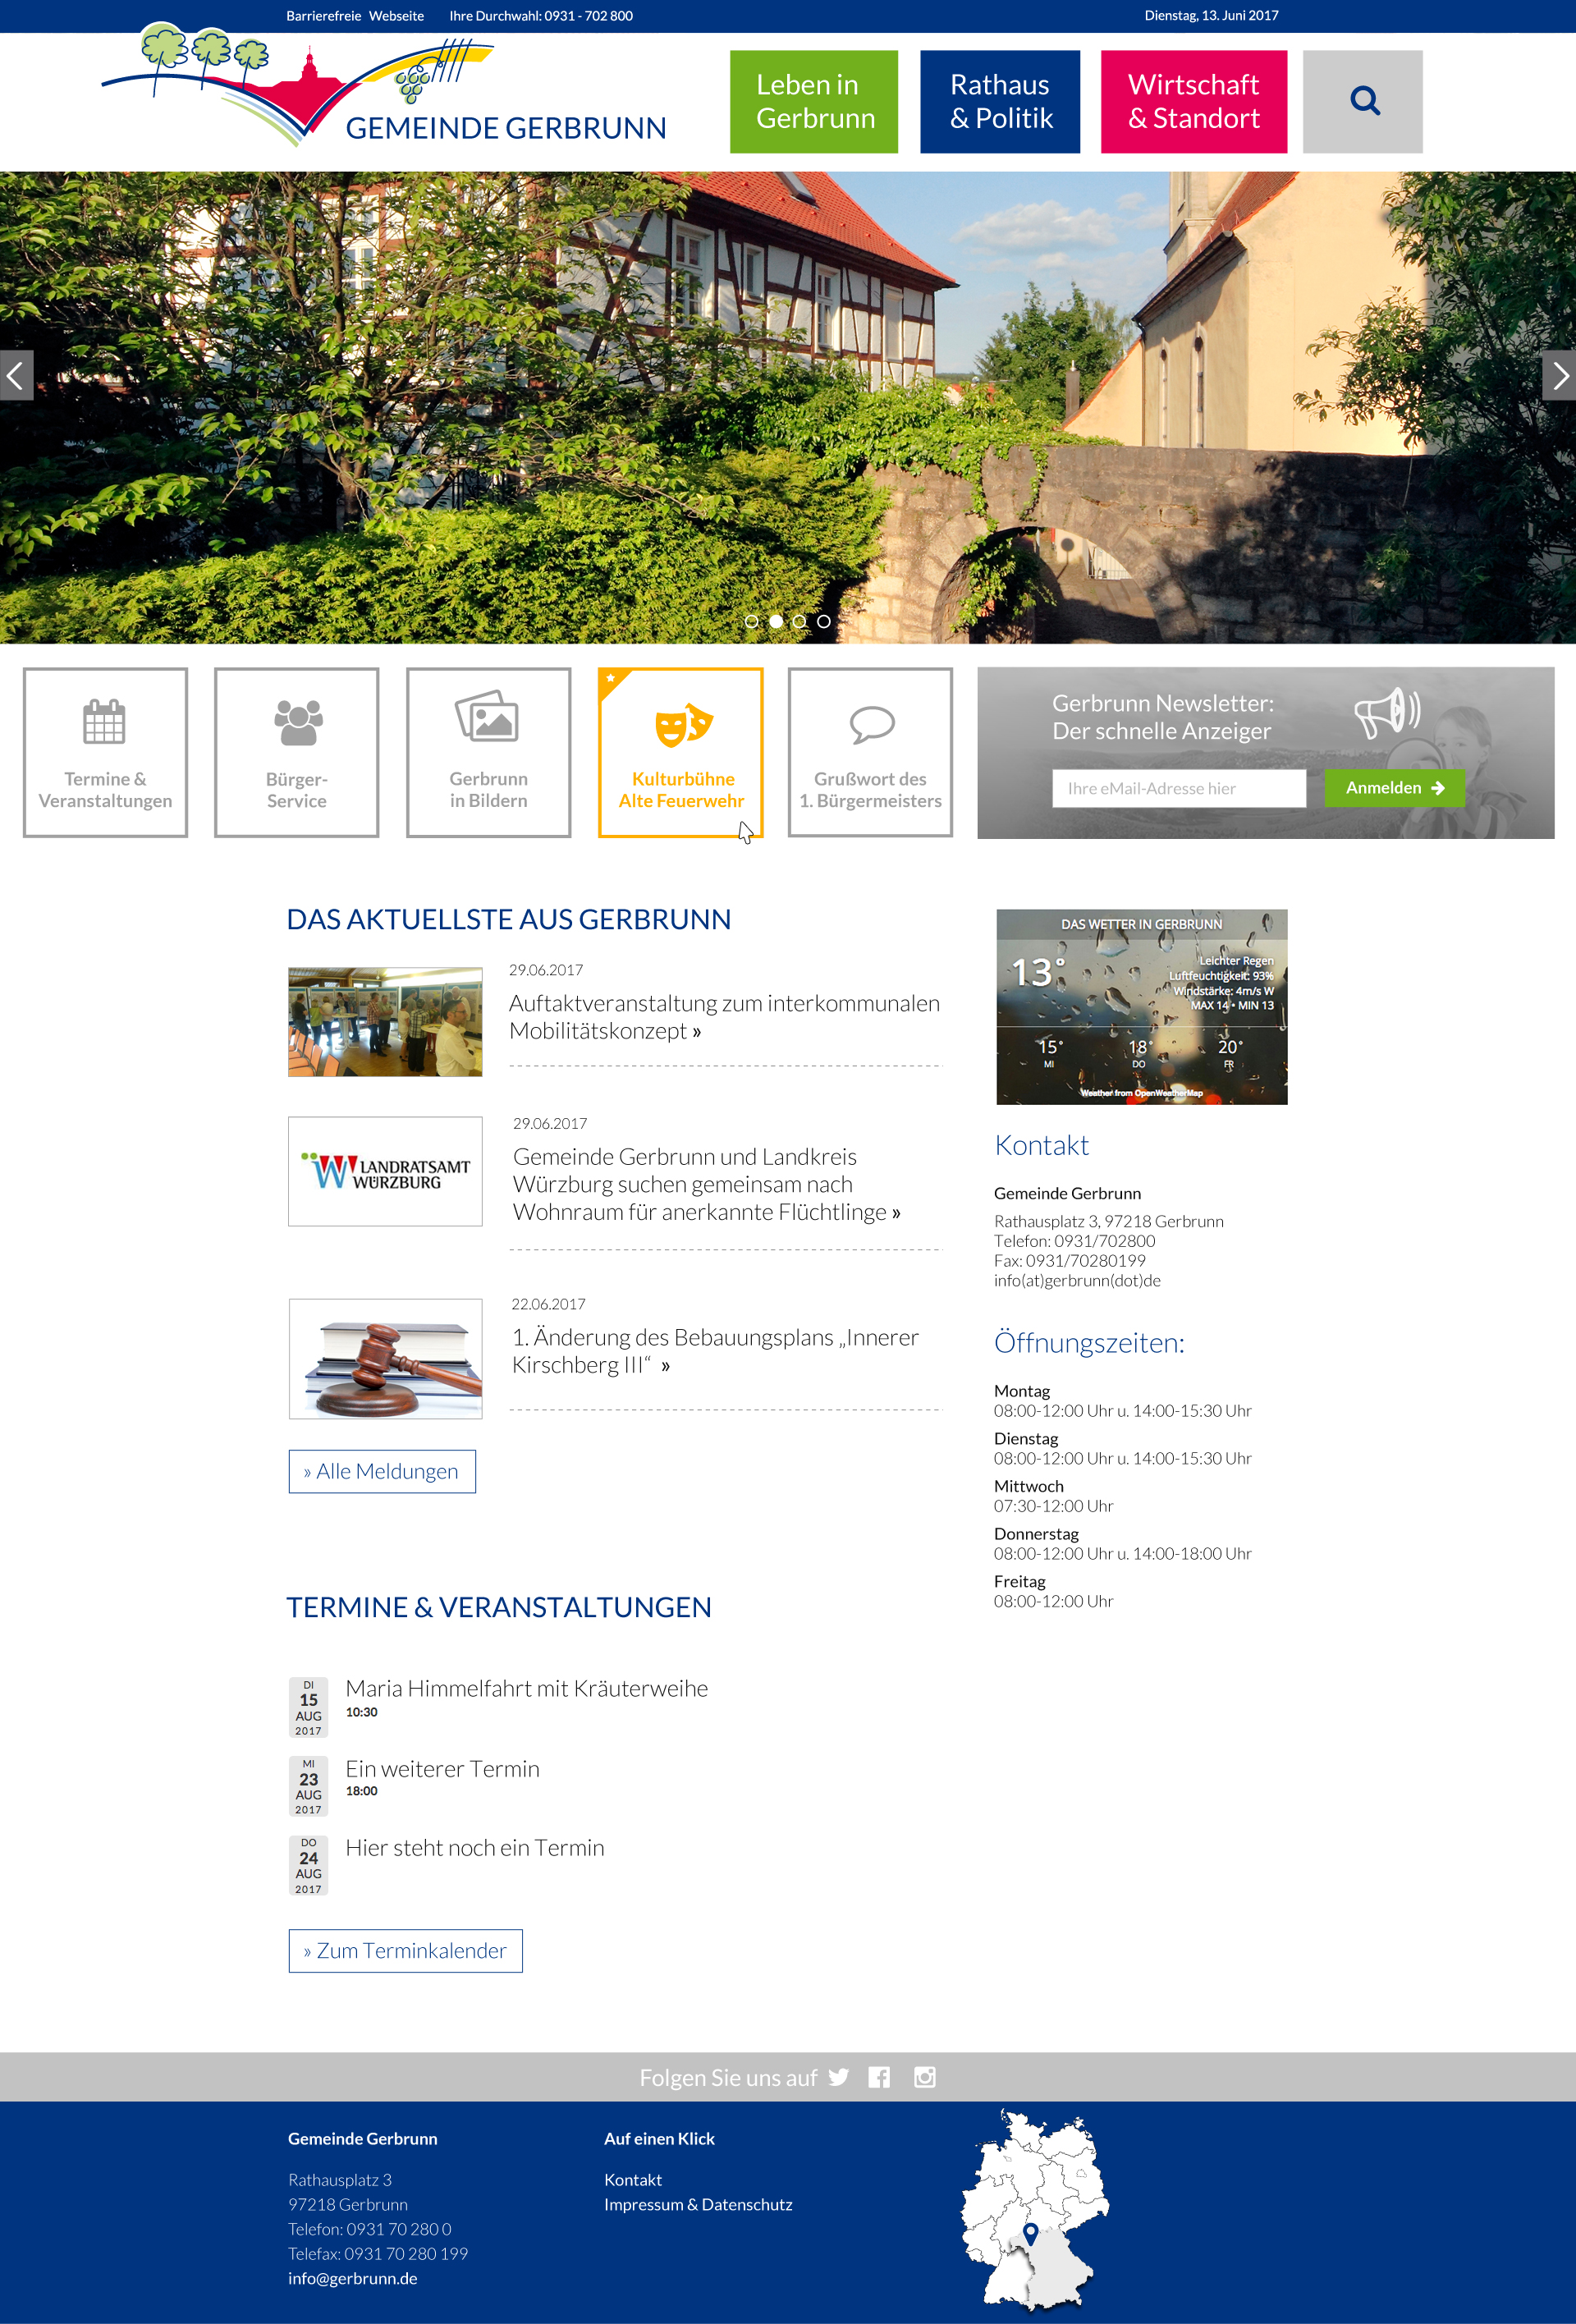 Barrierefreie Webseite
Ihre Durchwahl: 0931 - 702 800
Dienstag, 13. Juni 2017
GEMEINDE GERBRUNN
Leben in
Gerbrunn
Rathaus
& Politik
Wirtschaft
& Standort
Termine &
Veranstaltungen
Bürger-
Service
Gerbrunn
in Bildern
Kulturbühne
Alte Feuerwehr
Grußwort des
1. Bürgermeisters
Gerbrunn Newsletter:
Der schnelle Anzeiger
Ihre eMail-Adresse hier
Anmelden
DAS AKTUELLSTE AUS GERBRUNN
29.06.2017
Auftaktveranstaltung zum interkommunalen
Mobilitätskonzept »
LANDRATSAMT
WÜRZBURG
29.06.2017
Gemeinde Gerbrunn und Landkreis
Würzburg suchen gemeinsam nach
Wohnraum für anerkannte Flüchtlinge »
22.06.2017
1. Änderung des Bebauungsplans „Innerer
Kirschberg III“ »
» Alle Meldungen
DAS WETTER IN GERBRUNN
13°
Leichter Regen
Luftfeuchtigkeit: 93%
Windstärke: 4m/s W
MAX 14 • MIN 13
15° 18° 20°
MI DO FR
Weather from OpenWeatherMap
Kontakt
Gemeinde Gerbrunn
Rathausplatz 3, 97218 Gerbrunn
Telefon: 0931/702800
Fax: 0931/70280199
info(at)gerbrunn(dot)de
Öffnungszeiten:
Montag
08:00-12:00 Uhr u. 14:00-15:30 Uhr
Dienstag
08:00-12:00 Uhr u. 14:00-15:30 Uhr
Mittwoch
07:30-12:00 Uhr
Donnerstag
08:00-12:00 Uhr u. 14:00-18:00 Uhr
Freitag
08:00-12:00 Uhr
TERMINE & VERANSTALTUNGEN
DI
15
AUG
2017
Maria Himmelfahrt mit Kräuterweihe
10:30
MI
23
AUG
2017
Ein weiterer Termin
18:00
DO
24
AUG
2017
Hier steht noch ein Termin
» Zum Terminkalender
Folgen Sie uns auf
Gemeinde Gerbrunn
Rathausplatz 3
97218 Gerbrunn
Telefon: 0931 70 280 0
Telefax: 0931 70 280 199
info@gerbrunn.de
Auf einen Klick
Kontakt
Impressum & Datenschutz